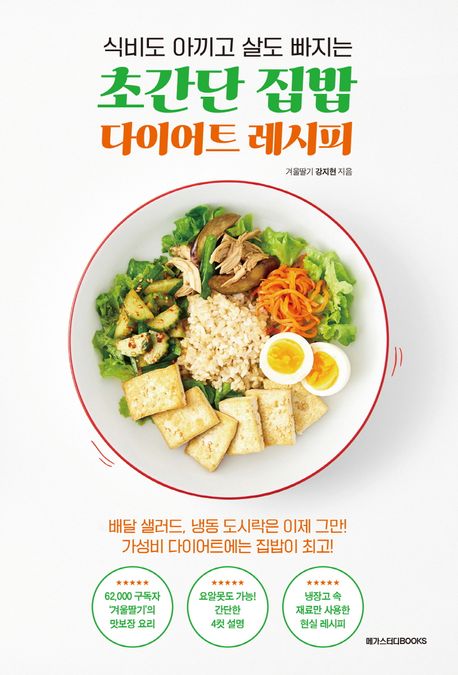 식비도 아끼고 살도 빠지는
초간단 집밥
다이어트 레시피
겨울딸기 강지현 지음
배달 샐러드, 냉동 도시락은 이제 그만!
가성비 다이어트에는 집밥이 최고!
★★★★★
62,000 구독자
‘겨울딸기’의
맛보장 요리
★★★★★
요알못도 가능!
간단한
4컷 설명
★★★★★
냉장고 속
재료만 사용한
현실 레시피
메가스터디BOOKS